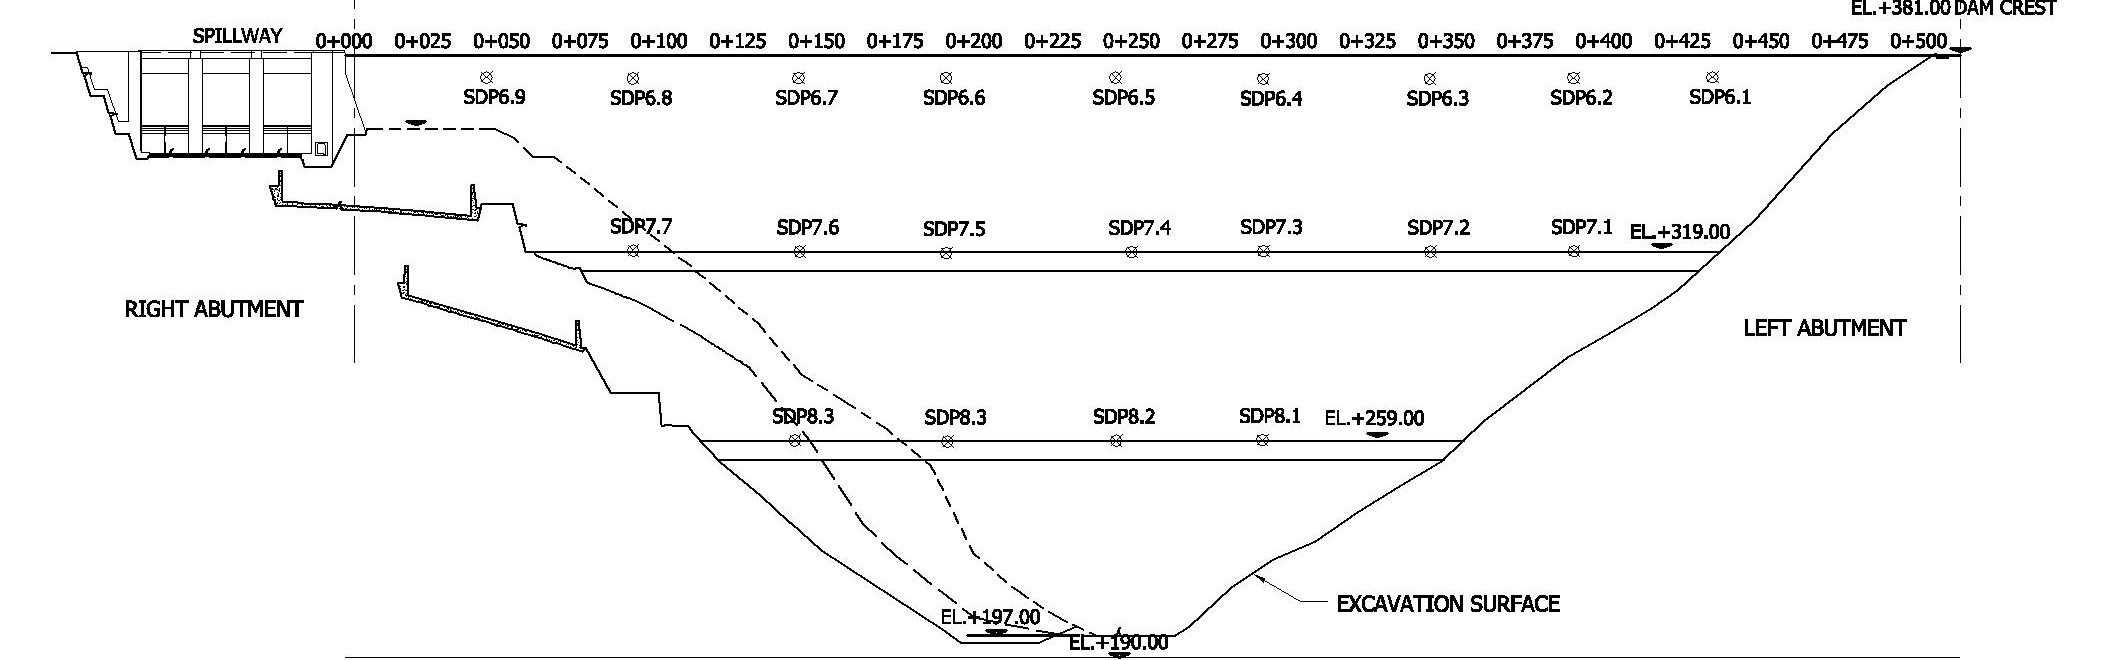 EL.+381.00 DAM CREST
SPILLWAY
0+000 0+025 0+050 0+075 0+100 0+125 0+150 0+175 0+200 0+225 0+250 0+275 0+300 0+325 0+350 0+375 0+400 0+425 0+450 0+475 0+500
SDP6.9 SDP6.8 SDP6.7 SDP6.6 SDP6.5 SDP6.4 SDP6.3 SDP6.2 SDP6.1
SDP7.7 SDP7.6 SDP7.5 SDP7.4 SDP7.3 SDP7.2 SDP7.1 EL.+319.00
RIGHT ABUTMENT
LEFT ABUTMENT
SDP8.3 SDP8.3 SDP8.2 SDP8.1 EL.+259.00
EXCAVATION SURFACE
EL.+197.00
EL.+190.00